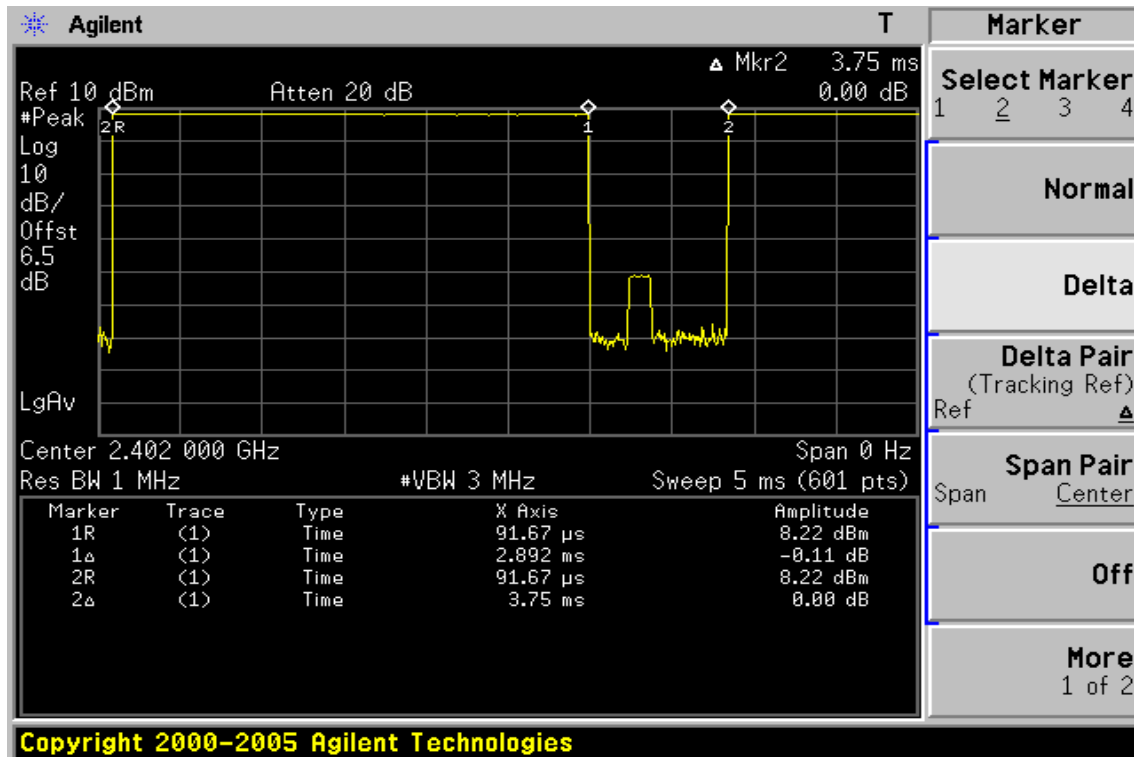 Agilent T
Marker
▵ Mkr2 3.75 ms
Ref 10 dBm Atten 20 dB 0.00 dB
#Peak
Log
10
dB/
Offst
6.5
dB
LgAv
2R 1 2
Center 2.402 000 GHz Span 0 Hz
Res BW 1 MHz #VBW 3 MHz Sweep 5 ms (601 pts)
Marker Trace Type X Axis Amplitude
1R (1) Time 91.67 µs 8.22 dBm
1▵ (1) Time 2.892 ms -0.11 dB
2R (1) Time 91.67 µs 8.22 dBm
2▵ (1) Time 3.75 ms 0.00 dB
Select Marker
1 2 3 4
Normal
Delta
Delta Pair
(Tracking Ref)
Ref ▵
Span Pair
Span Center
Off
More
1 of 2
Copyright 2000-2005 Agilent Technologies